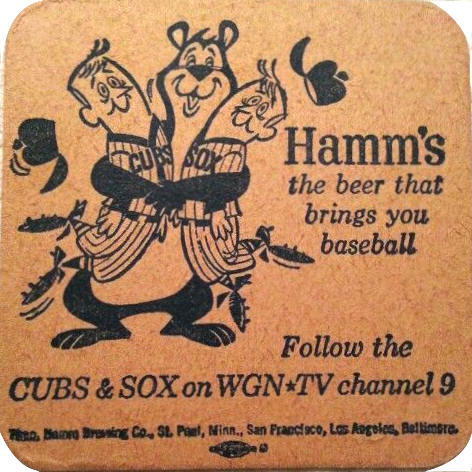 CUBS SOX
Hamm's
the beer that
brings you
baseball
Follow the
CUBS & SOX on WGN★TV channel 9
Theo. Hamm Brewing Co., St. Paul, Minn., San Francisco, Los Angeles, Baltimore.